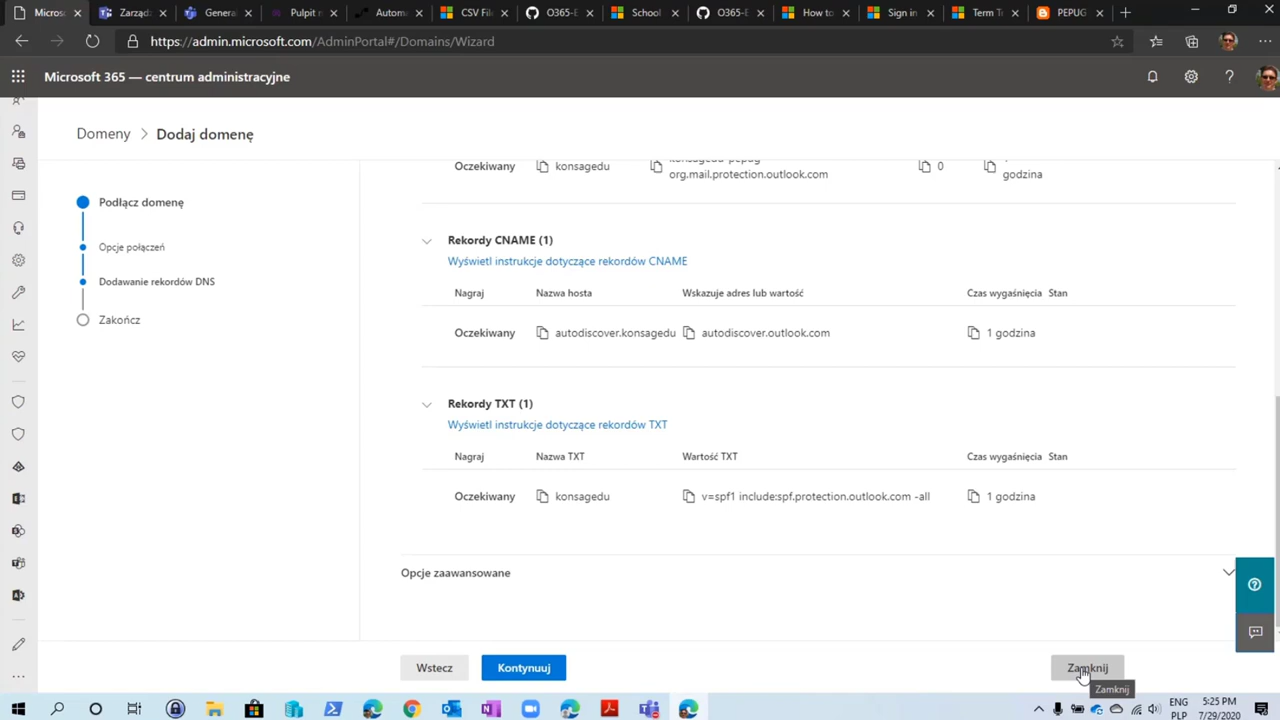 Micros
Zarząd
Genera
Pulpit n
Autom
CSV File
O365-E
School
O365-E
How to
Sign in
Term T
PEPUG
https://admin.microsoft.com/AdminPortal#/Domains/Wizard
Microsoft 365 — centrum administracyjne
Domeny > Dodaj domenę
Podłącz domenę
Opcje połączeń
Dodawanie rekordów DNS
Zakończ
Oczekiwany konsagedu konsagedu-pepug-
org.mail.protection.outlook.com 0 1
godzina
Rekordy CNAME (1)
Wyświetl instrukcje dotyczące rekordów CNAME
Nagraj Nazwa hosta Wskazuje adres lub wartość Czas wygaśnięcia Stan
Oczekiwany autodiscover.konsagedu autodiscover.outlook.com 1 godzina
Rekordy TXT (1)
Wyświetl instrukcje dotyczące rekordów TXT
Nagraj Nazwa TXT Wartość TXT Czas wygaśnięcia Stan
Oczekiwany konsagedu v=spf1 include:spf.protection.outlook.com -all 1 godzina
Opcje zaawansowane
Wstecz
Kontynuuj
Zamknij
Zamknij
ENG
PLP
5:25 PM
7/29/2020